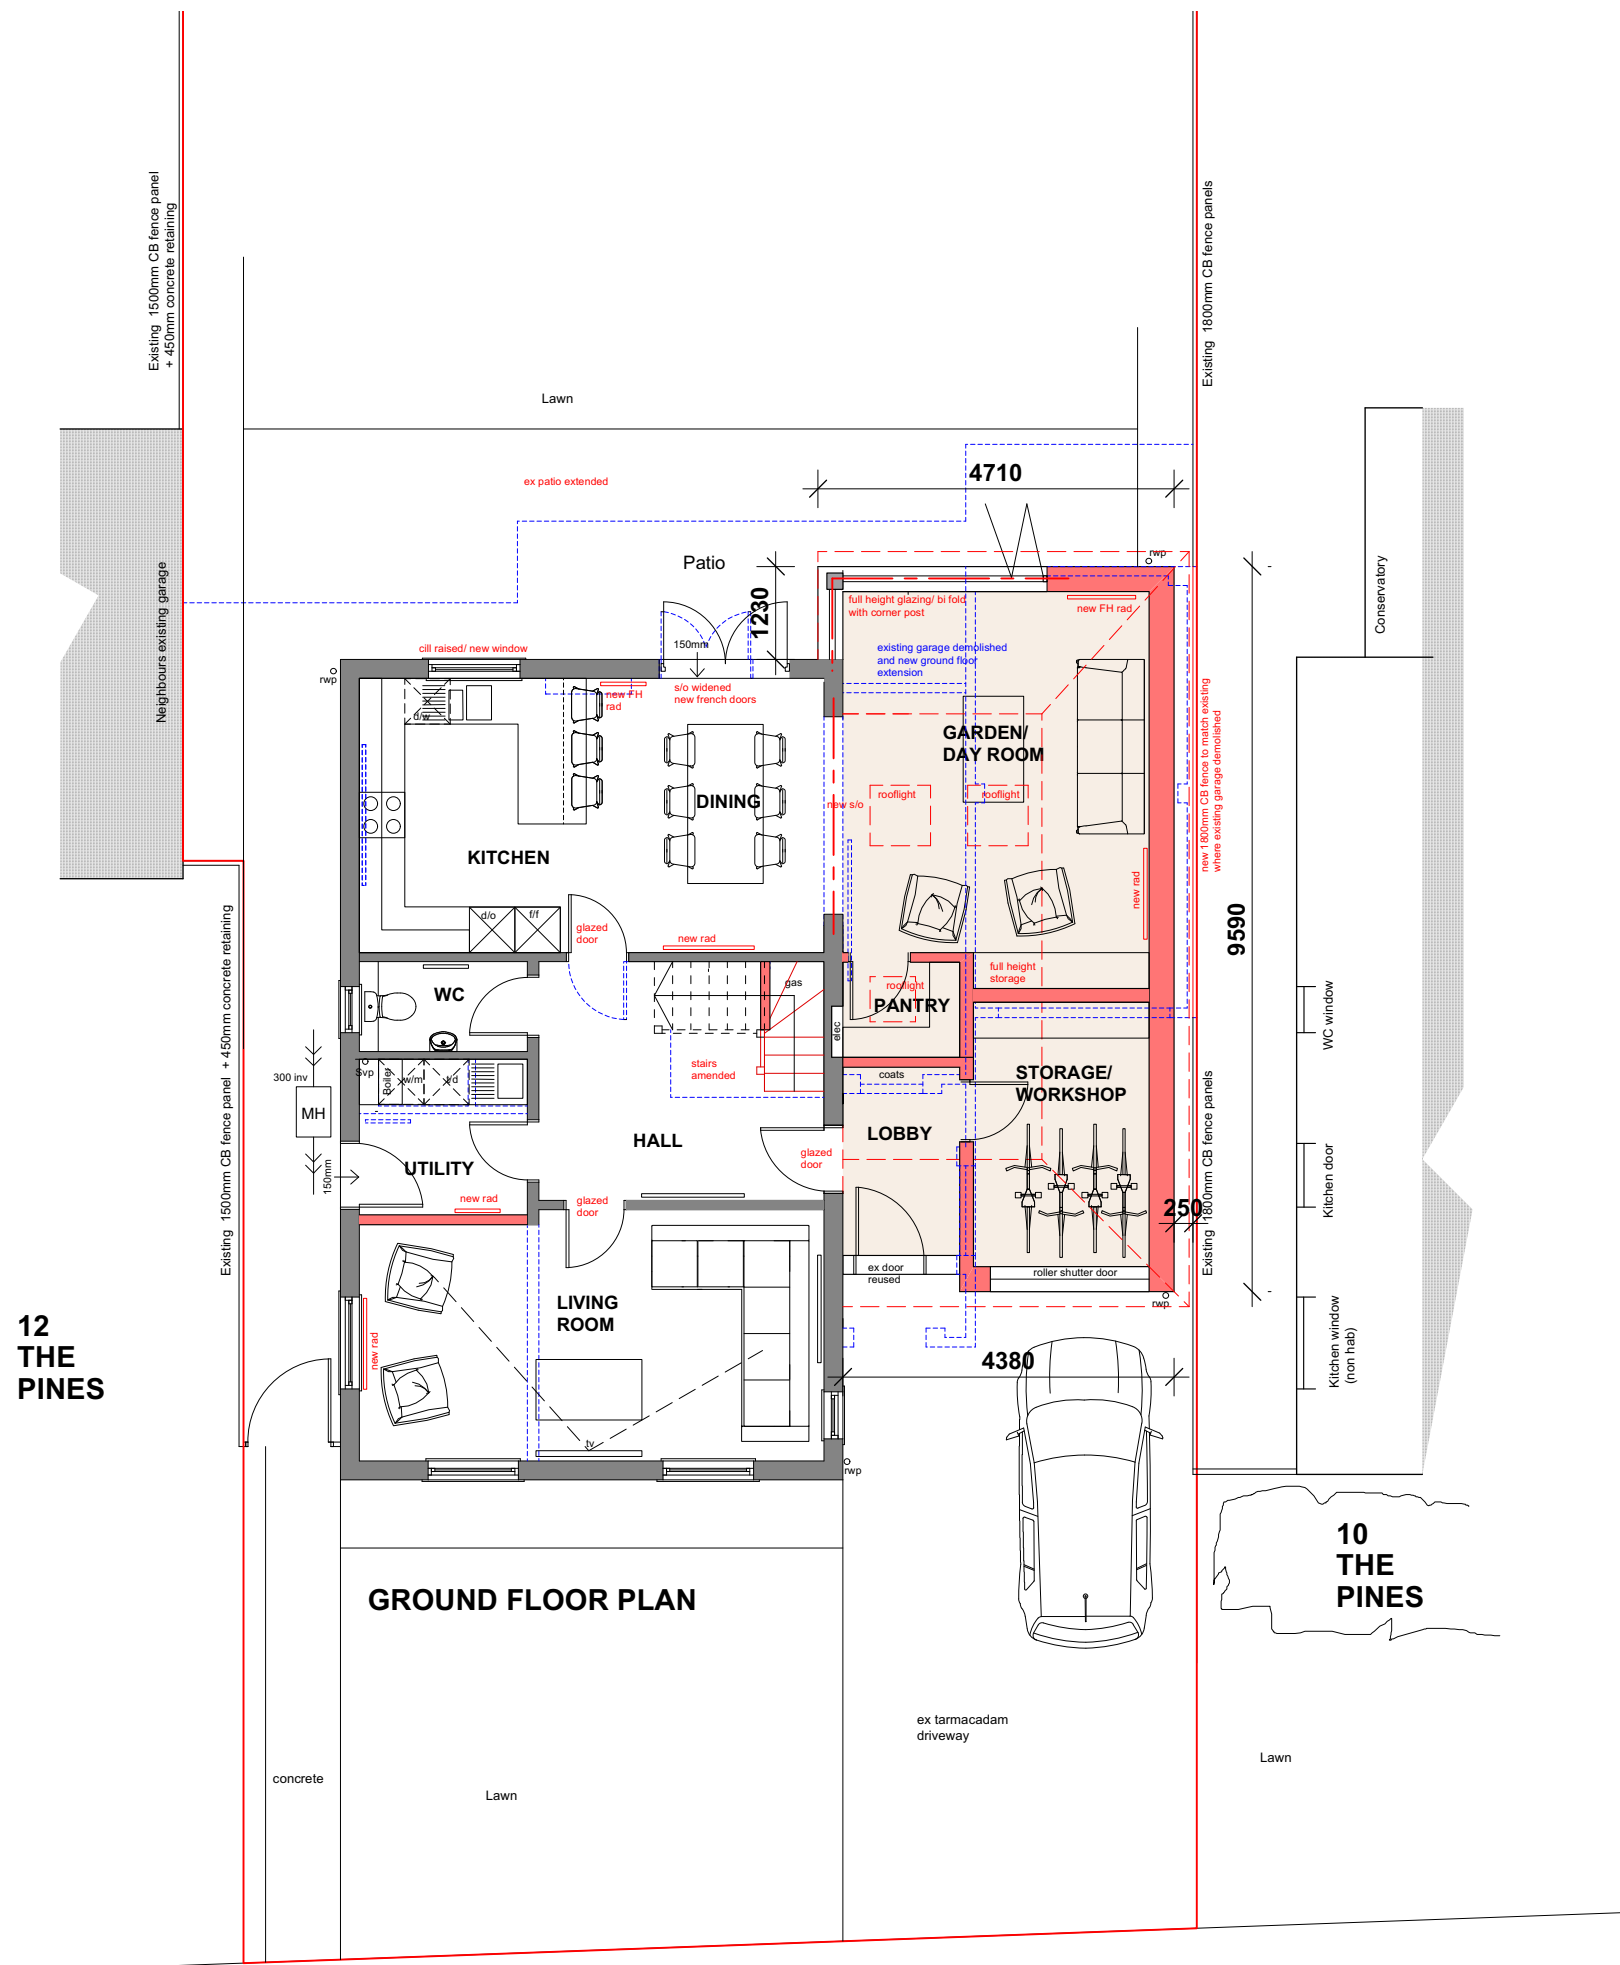 Existing 1500mm CB fence panel
+ 450mm concrete retaining
Existing 1800mm CB fence panels
Lawn
4710
ex patio extended
Patio
rwp
1230
Neighbours existing garage
Conservatory
full height glazing/ bi fold
with corner post
new FH rad
cill raised/ new window
150mm
existing garage demolished
and new ground floor
extension
rwp
s/o widened
new french doors
new FH
rad
d/w
GARDEN/
DAY ROOM
new 1800mm CB fence to match existing
where existing garage demolished
DINING
new s/o
rooflight
rooflight
KITCHEN
new rad
d/o
f/f
glazed
door
new rad
9590
full height
storage
WC
gas
rooflight
PANTRY
elec
WC window
Existing 1500mm CB fence panel + 450mm concrete retaining
300 inv
MH
150mm
Svp
Boiler
w/m
t/d
stairs
amended
coats
STORAGE/
WORKSHOP
LOBBY
HALL
UTILITY
glazed
door
new rad
glazed
door
250
Existing 1800mm CB fence panels
Kitchen door
ex door
reused
roller shutter door
rwp
LIVING
ROOM
new rad
12
THE
PINES
4380
Kitchen window
(non hab)
tv
rwp
10
THE
PINES
GROUND FLOOR PLAN
ex tarmacadam
driveway
Lawn
concrete
Lawn